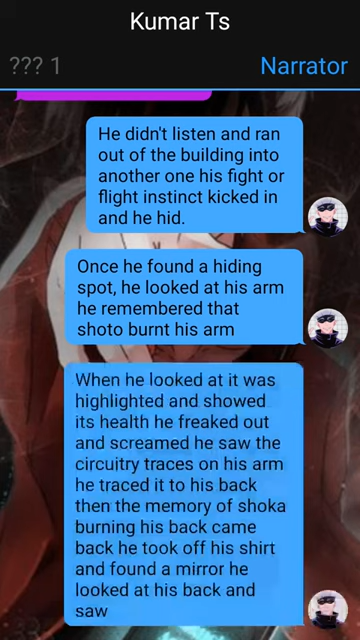 Kumar Ts
??? 1
Narrator
He didn't listen and ran
out of the building into
another one his fight or
flight instinct kicked in
and he hid.
Once he found a hiding
spot, he looked at his arm
he remembered that
shoto burnt his arm
When he looked at it was
highlighted and showed
its health he freaked out
and screamed he saw the
circuitry traces on his arm
he traced it to his back
then the memory of shoka
burning his back came
back he took off his shirt
and found a mirror he
looked at his back and
saw